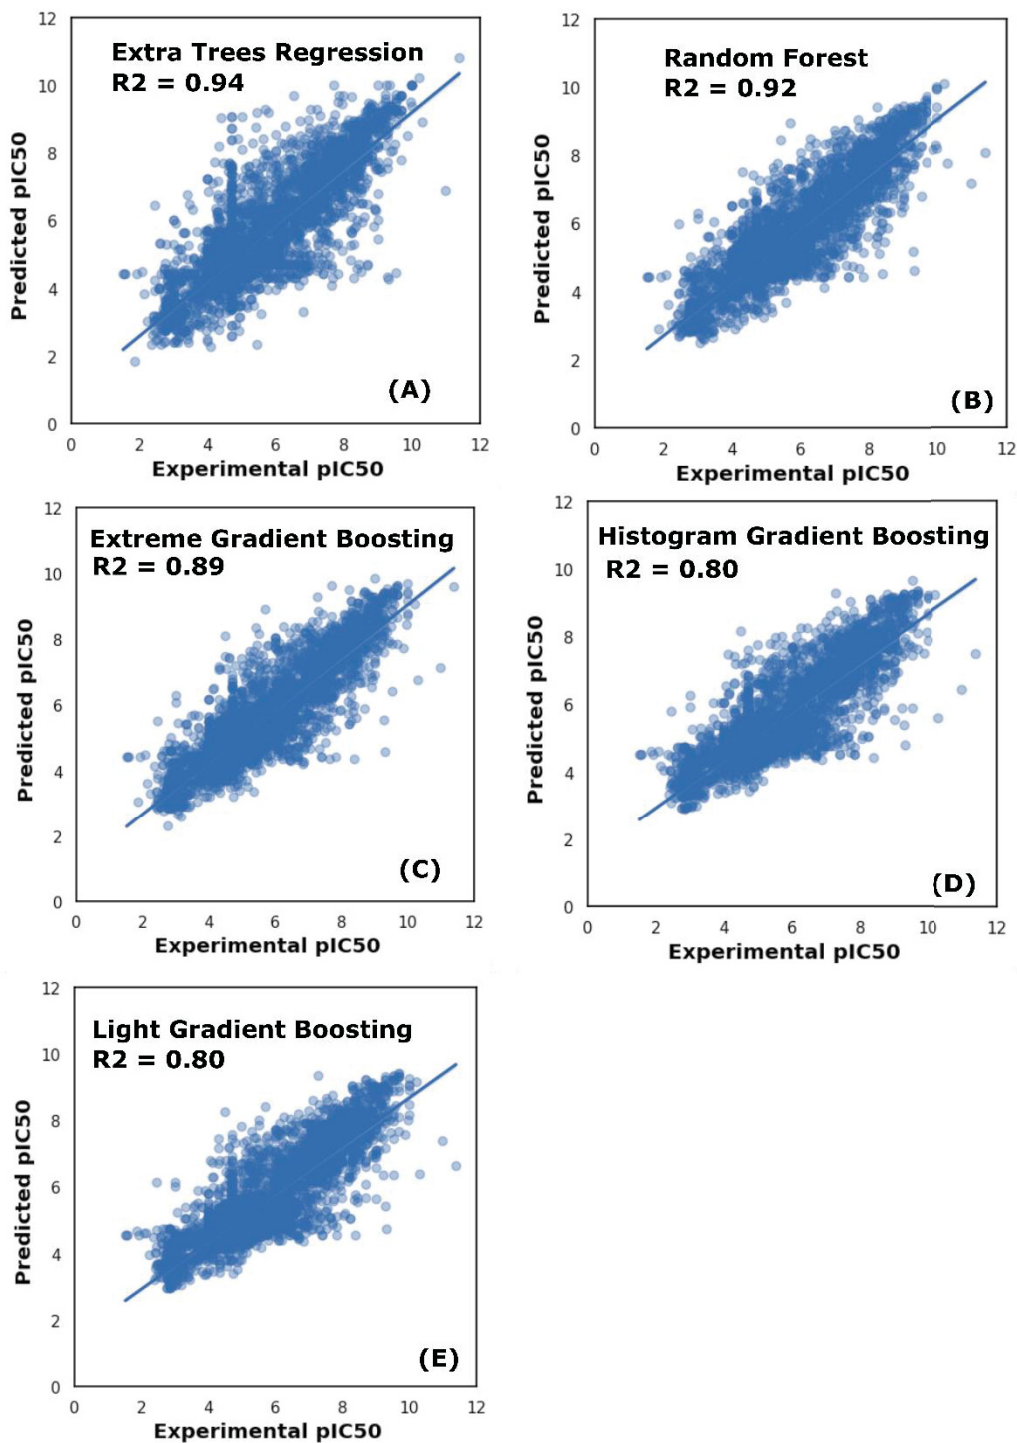 Extra Trees Regression
R2 = 0.94
12
10
8
6
4
2
0
Predicted pIC50
0 2 4 6 8 10 12
Experimental pIC50
(A)
Random Forest
R2 = 0.92
12
10
8
6
4
2
0
Predicted pIC50
0 2 4 6 8 10 12
Experimental pIC50
(B)
Extreme Gradient Boosting
R2 = 0.89
12
10
8
6
4
2
0
Predicted pIC50
0 2 4 6 8 10 12
Experimental pIC50
(C)
Histogram Gradient Boosting
R2 = 0.80
12
10
8
6
4
2
0
Predicted pIC50
0 2 4 6 8 10 12
Experimental pIC50
(D)
Light Gradient Boosting
R2 = 0.80
12
10
8
6
4
2
0
Predicted pIC50
0 2 4 6 8 10 12
Experimental pIC50
(E)